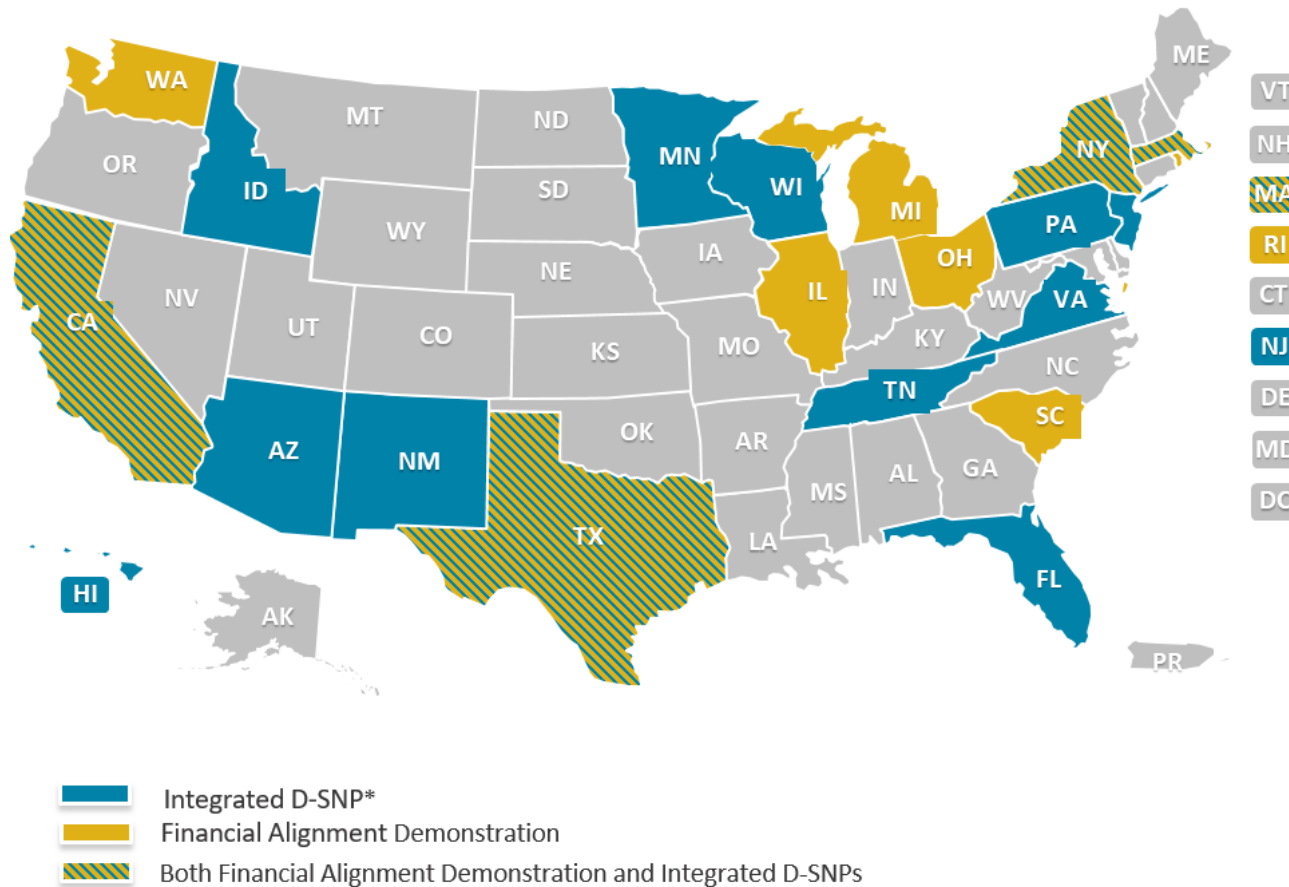 ME
WA
VT
MT
ND
NH
OR
MN
NY
ID
SD
WI
MA
MI
WY
PA
RI
IA
OH
NE
IL
IN
CT
NV
WV
VA
UT
CO
CA
KY
NJ
KS
MO
NC
TN
DE
SC
OK
AR
AZ
NM
MD
GA
AL
MS
DC
TX
LA
FL
HI
AK
PR
Integrated D-SNP*
Financial Alignment Demonstration
Both Financial Alignment Demonstration and Integrated D-SNPs